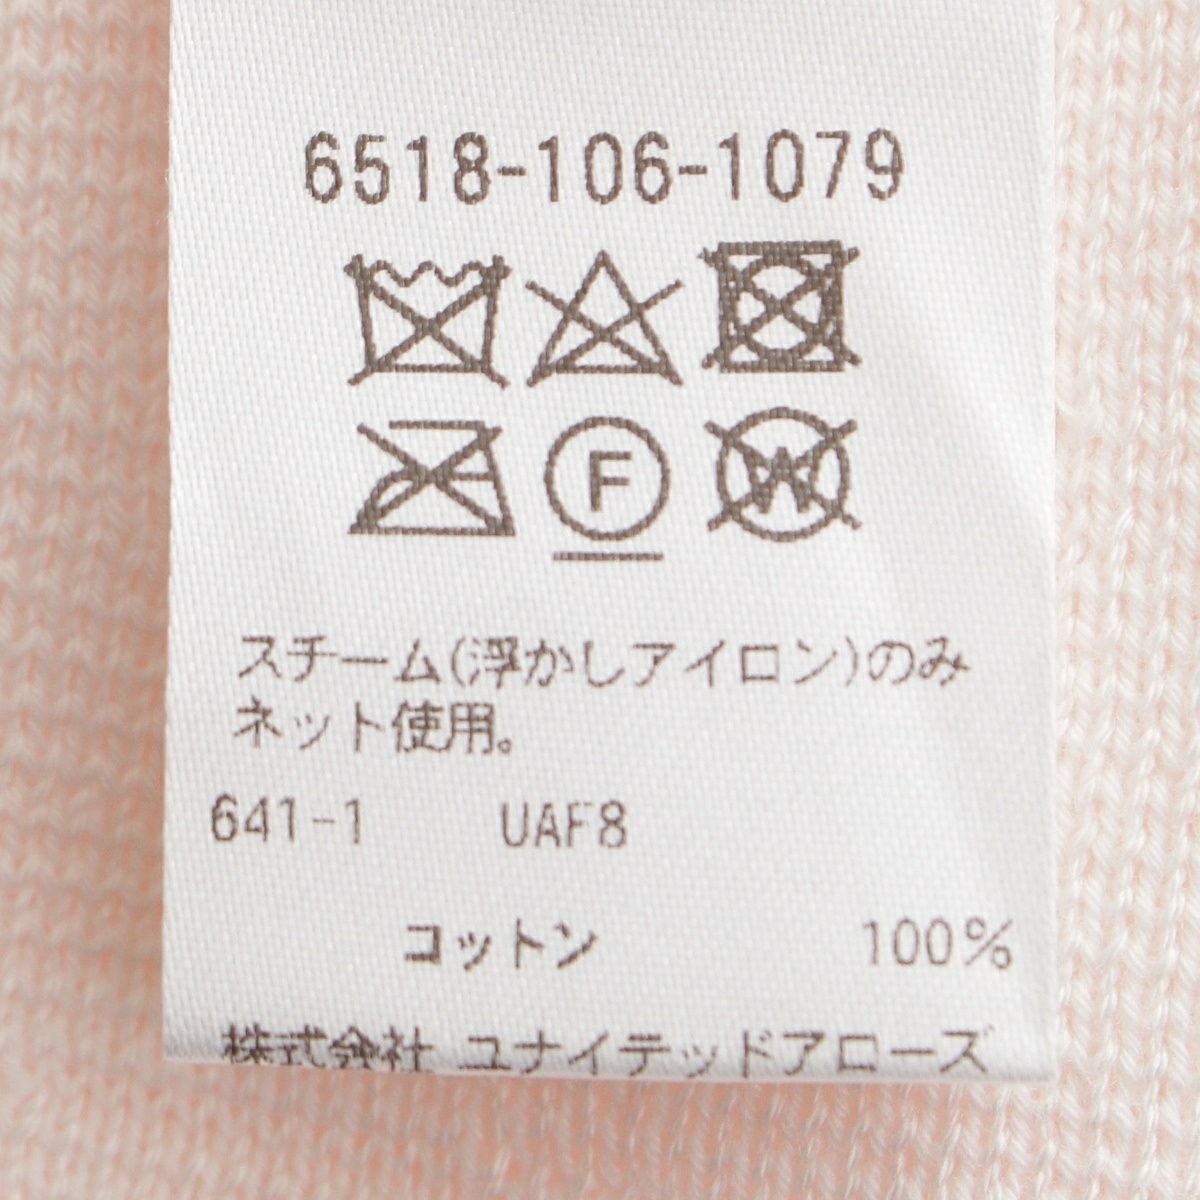 6518-106-1079
F W
スチーム(浮かしアイロン)のみ
ネット使用。
641-1 UAF8
コットン 100%
株式会社 ユナイテッドアローズ